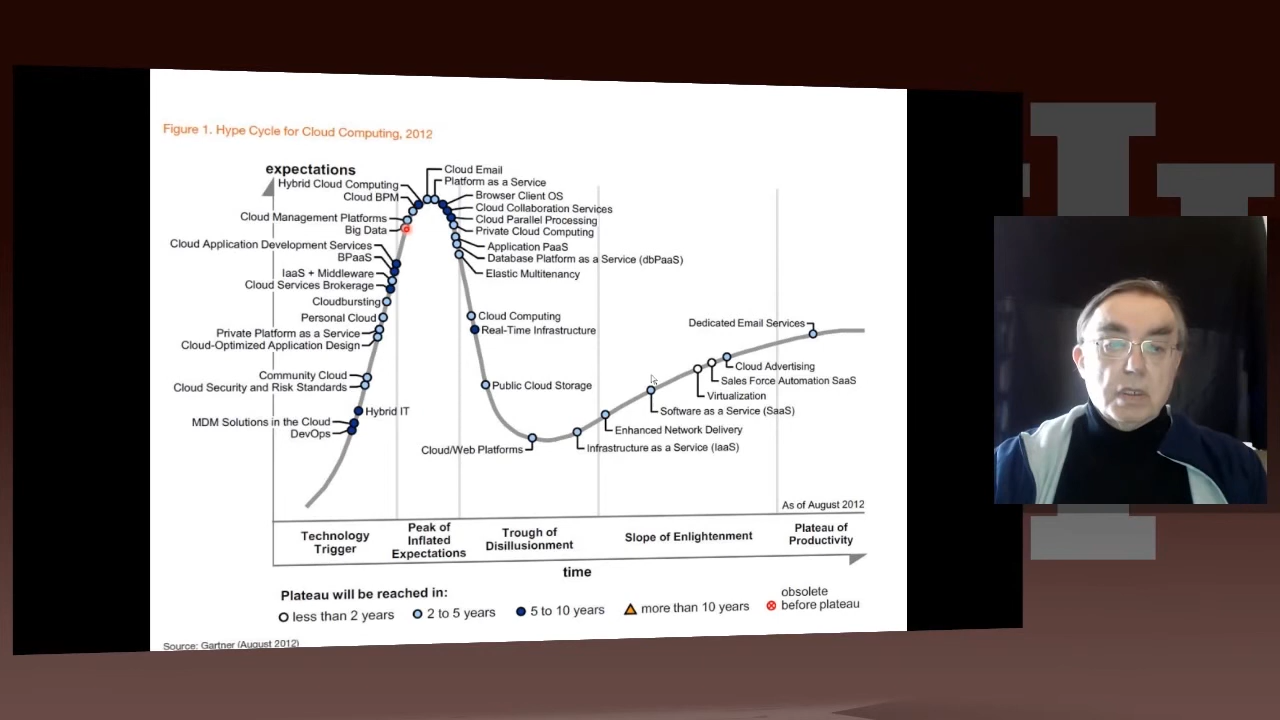 Figure 1. Hype Cycle for Cloud Computing, 2012
expectations
Cloud Email
Platform as a Service
Hybrid Cloud Computing
Cloud BPM
Browser Client OS
Cloud Collaboration Services
Cloud Management Platforms
Cloud Parallel Processing
Big Data
Private Cloud Computing
Cloud Application Development Services
Application PaaS
BPaaS
Database Platform as a Service (dbPaaS)
IaaS + Middleware
Elastic Multitenancy
Cloud Services Brokerage
Cloudbursting
Personal Cloud
Cloud Computing
Private Platform as a Service
Real-Time Infrastructure
Cloud-Optimized Application Design
Dedicated Email Services
Cloud Advertising
Community Cloud
Sales Force Automation SaaS
Cloud Security and Risk Standards
Public Cloud Storage
Virtualization
Hybrid IT
Software as a Service (SaaS)
MDM Solutions in the Cloud
Enhanced Network Delivery
DevOps
Cloud/Web Platforms
Infrastructure as a Service (IaaS)
As of August 2012
Technology
Trigger
Peak of
Inflated
Expectations
Trough of
Disillusionment
Slope of Enlightenment
Plateau of
Productivity
time
Plateau will be reached in:
less than 2 years
2 to 5 years
5 to 10 years
more than 10 years
obsolete
before plateau
Source: Gartner (August 2012)